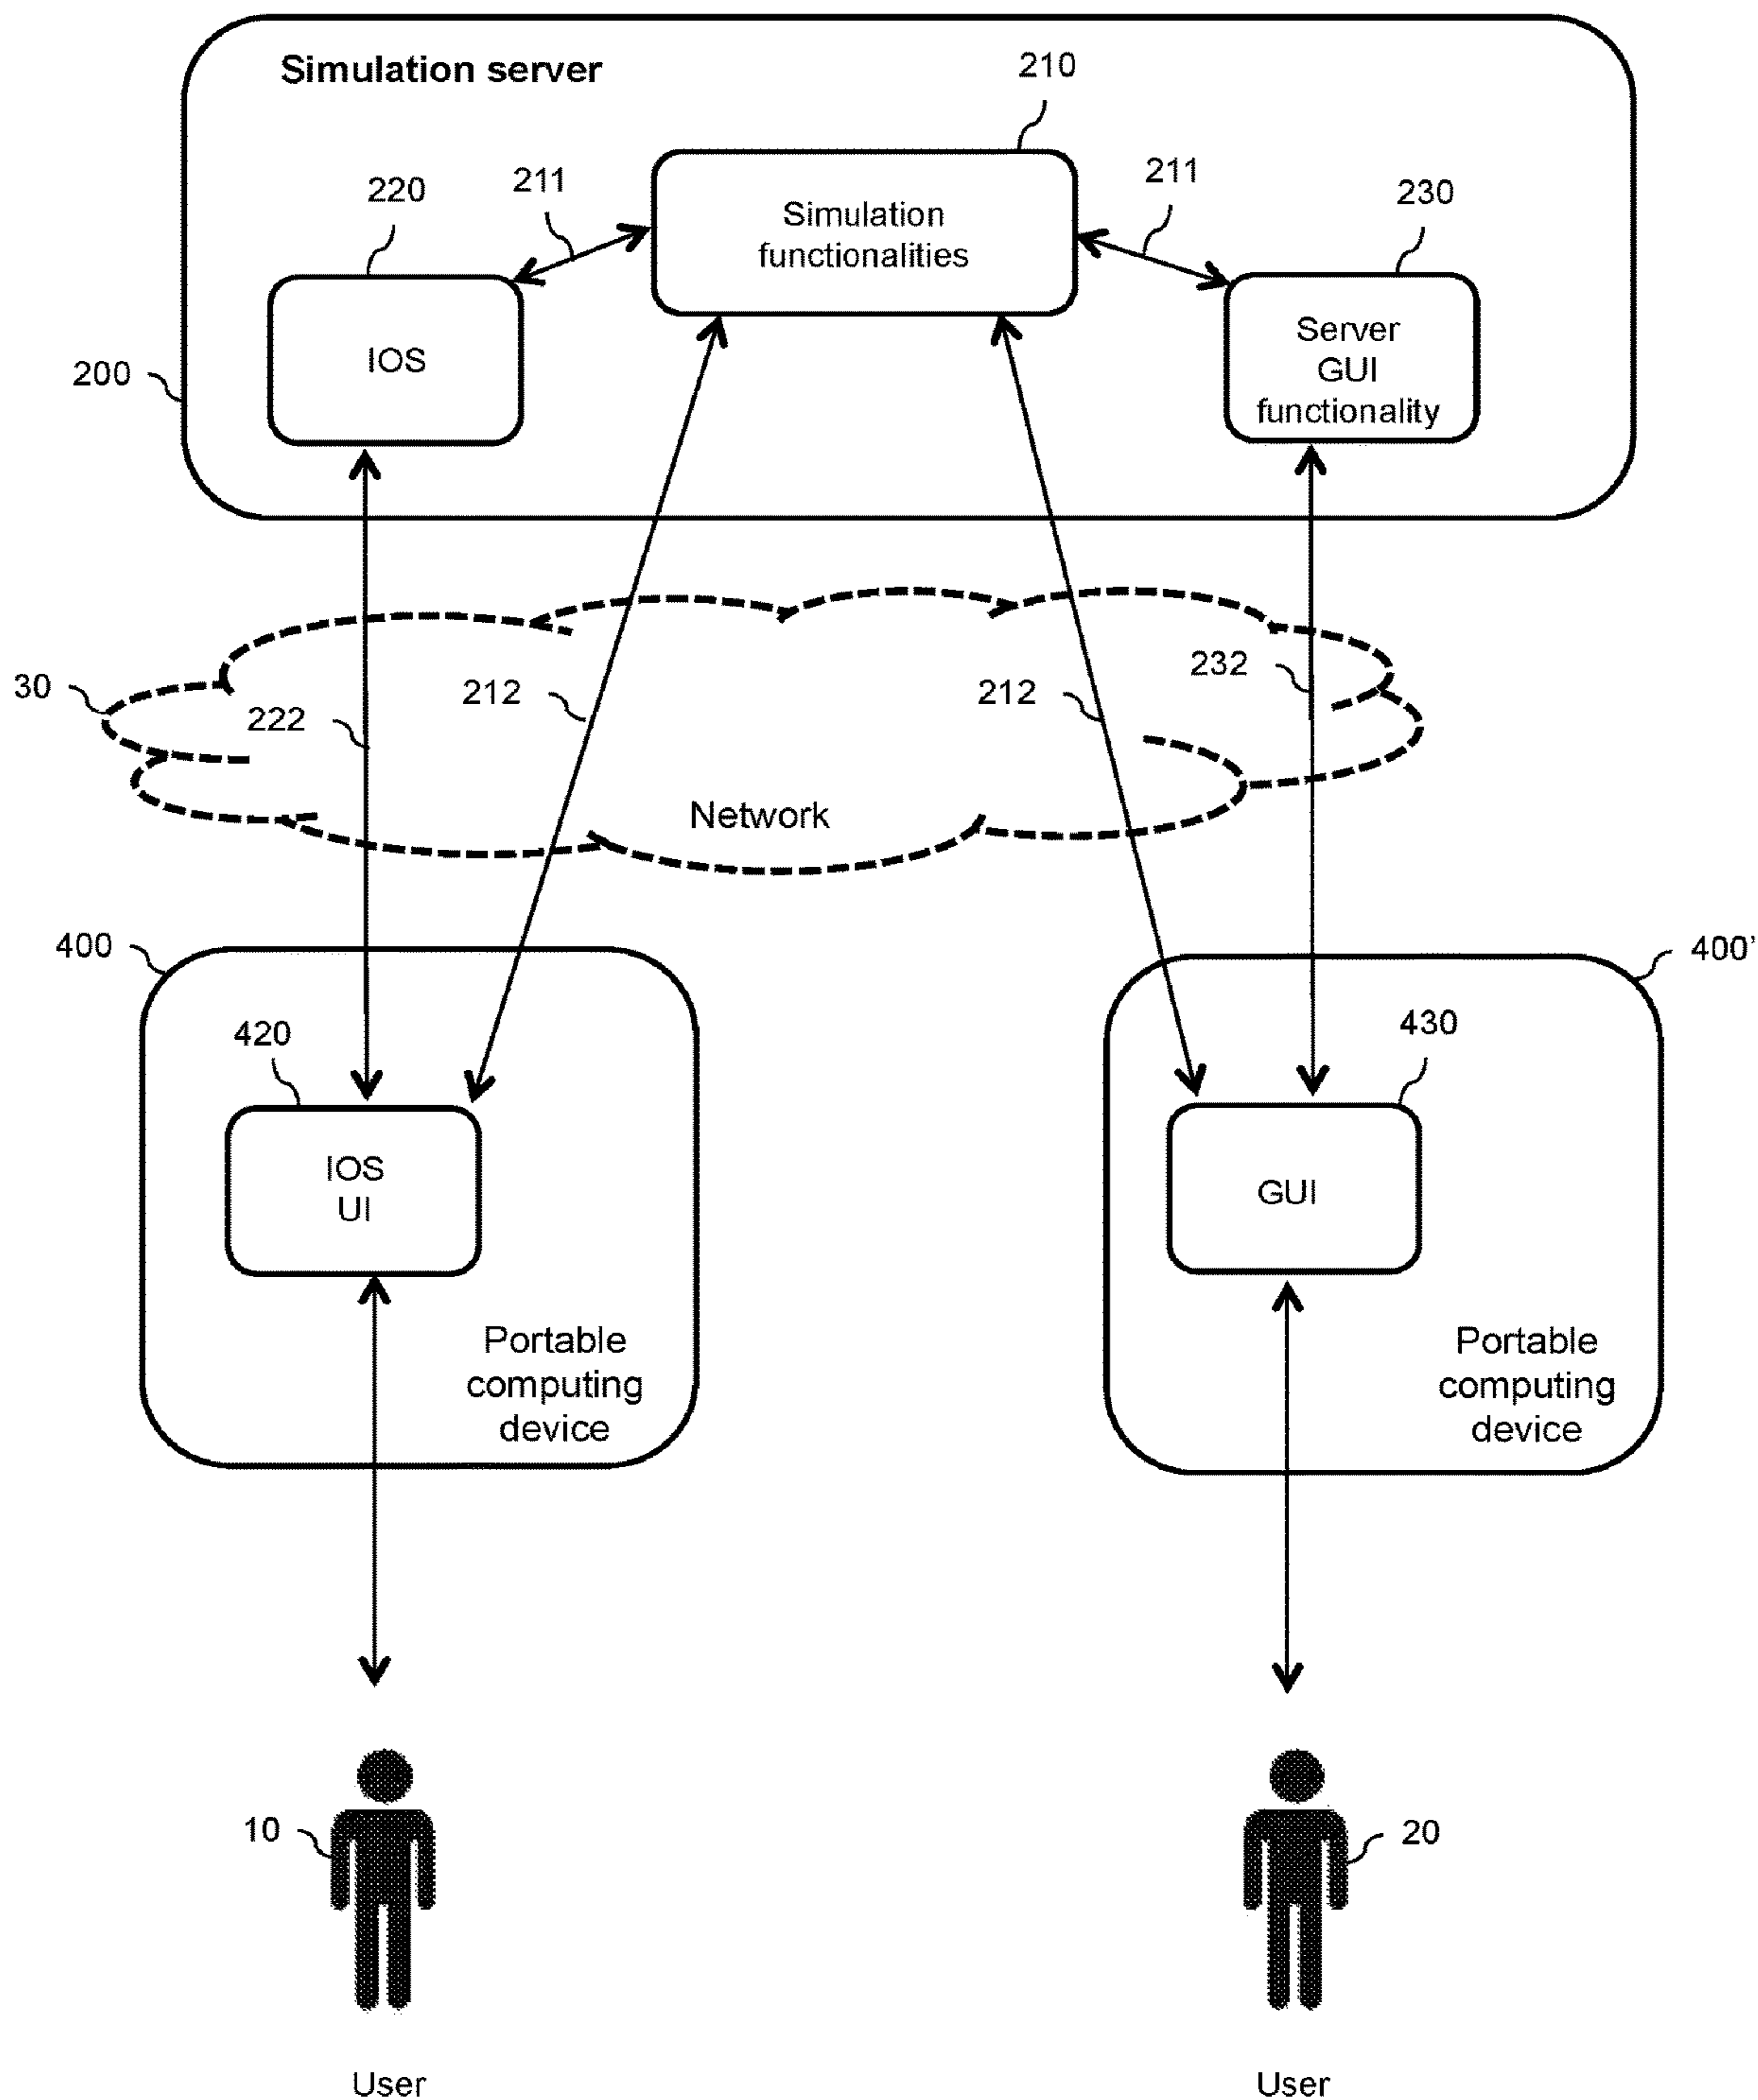 Simulation server
210
211
211
220
230
Simulation
functionalities
IOS
Server
GUI
functionality
200
30
222
212
212
232
Network
400
400’
420
430
IOS
UI
GUI
Portable
computing
device
Portable
computing
device
10
20
User
User